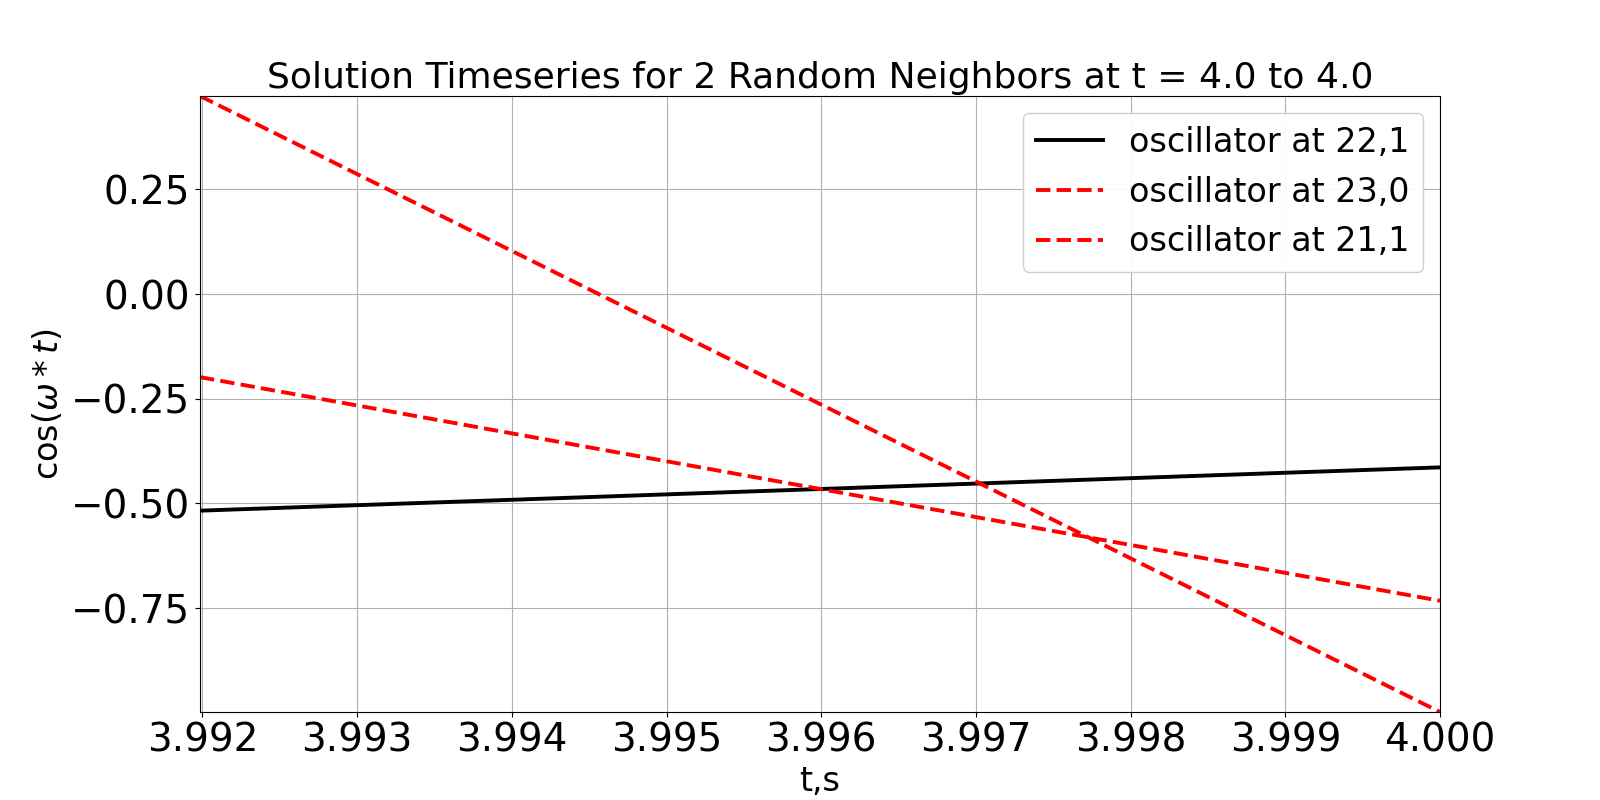 Solution Timeseries for 2 Random Neighbors at t = 4.0 to 4.0
oscillator at 22,1
oscillator at 23,0
oscillator at 21,1
0.25
0.00
−0.25
−0.50
−0.75
cos(ω * t)
3.992 3.993 3.994 3.995 3.996 3.997 3.998 3.999 4.000
t,s